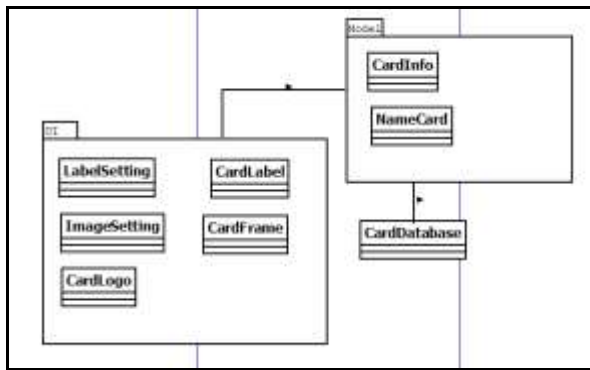 Model
CardInfo
NameCard
UI
LabelSetting
CardLabel
ImageSetting
CardFrame
CardLogo
CardDatabase